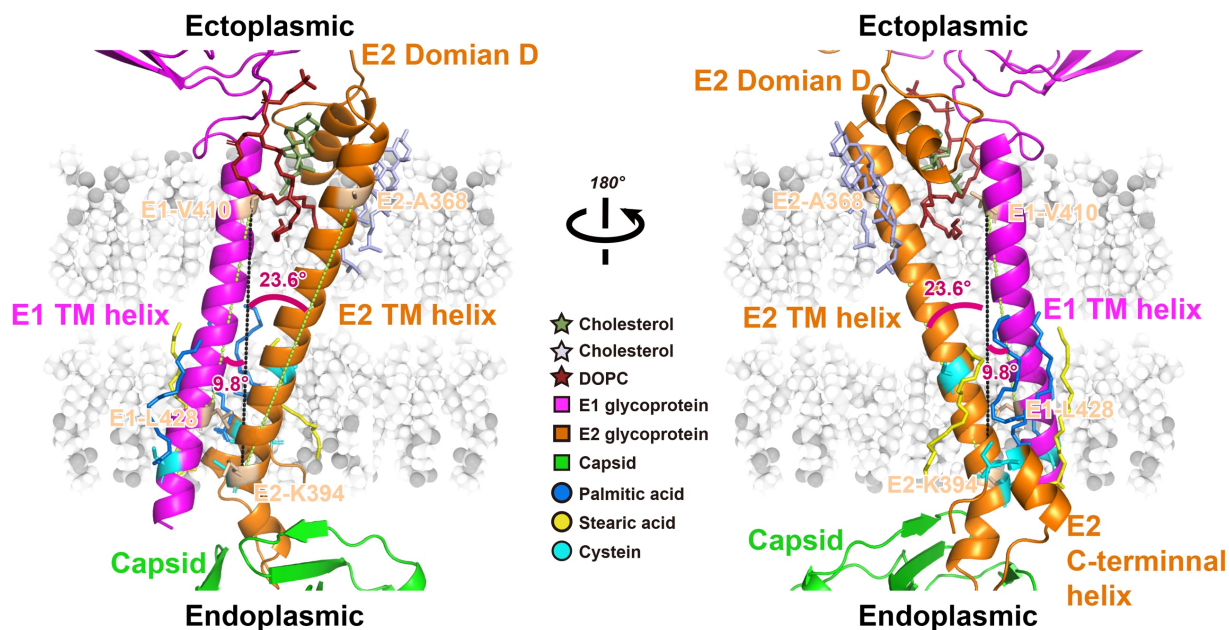 Ectoplasmic
E2 Domian D
E1-V410
E2-A368
23.6°
E1 TM helix
E2 TM helix
9.8°
E1-L428
E2-K394
Capsid
Endoplasmic
180°
Cholesterol
Cholesterol
DOPC
E1 glycoprotein
E2 glycoprotein
Capsid
Palmitic acid
Stearic acid
Cystein
Ectoplasmic
E2 Domian D
E2-A368
E1-V410
23.6°
E2 TM helix
E1 TM helix
9.8°
E1-L428
E2-K394
Capsid
E2
C-terminnal
helix
Endoplasmic